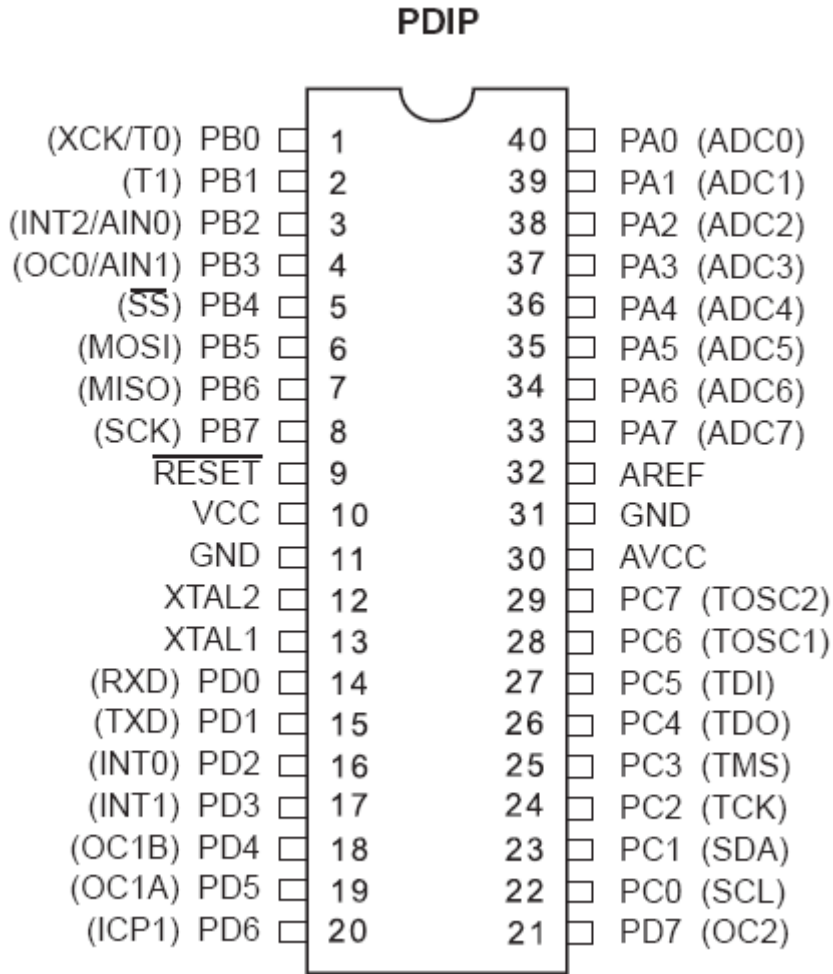 PDIP
(XCK/T0) PB0 1 40 PA0 (ADC0)
(T1) PB1 2 39 PA1 (ADC1)
(INT2/AIN0) PB2 3 38 PA2 (ADC2)
(OC0/AIN1) PB3 4 37 PA3 (ADC3)
(S̅S̅) PB4 5 36 PA4 (ADC4)
(MOSI) PB5 6 35 PA5 (ADC5)
(MISO) PB6 7 34 PA6 (ADC6)
(SCK) PB7 8 33 PA7 (ADC7)
R̅E̅S̅E̅T̅ 9 32 AREF
VCC 10 31 GND
GND 11 30 AVCC
XTAL2 12 29 PC7 (TOSC2)
XTAL1 13 28 PC6 (TOSC1)
(RXD) PD0 14 27 PC5 (TDI)
(TXD) PD1 15 26 PC4 (TDO)
(INT0) PD2 16 25 PC3 (TMS)
(INT1) PD3 17 24 PC2 (TCK)
(OC1B) PD4 18 23 PC1 (SDA)
(OC1A) PD5 19 22 PC0 (SCL)
(ICP1) PD6 20 21 PD7 (OC2)